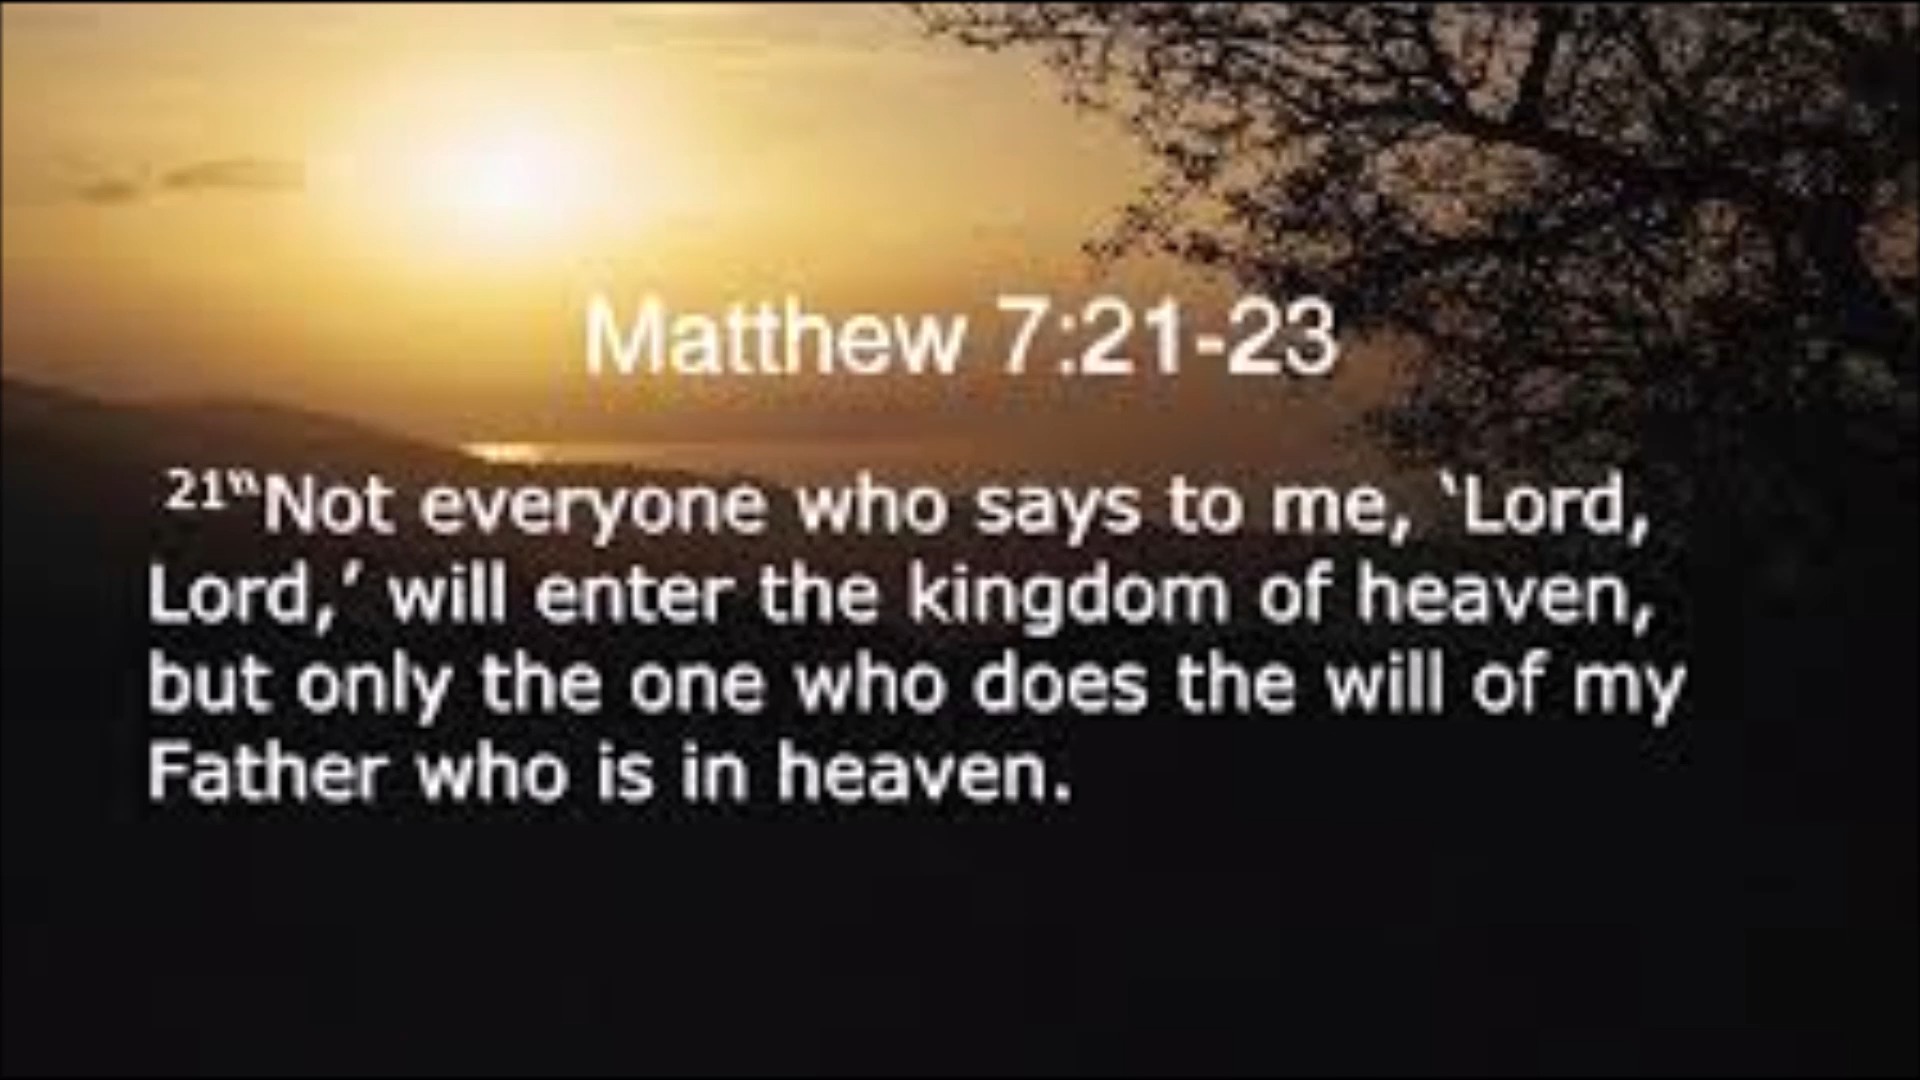 Matthew 7:21-23
21"Not everyone who says to me, ‘Lord,
Lord,’ will enter the kingdom of heaven,
but only the one who does the will of my
Father who is in heaven.